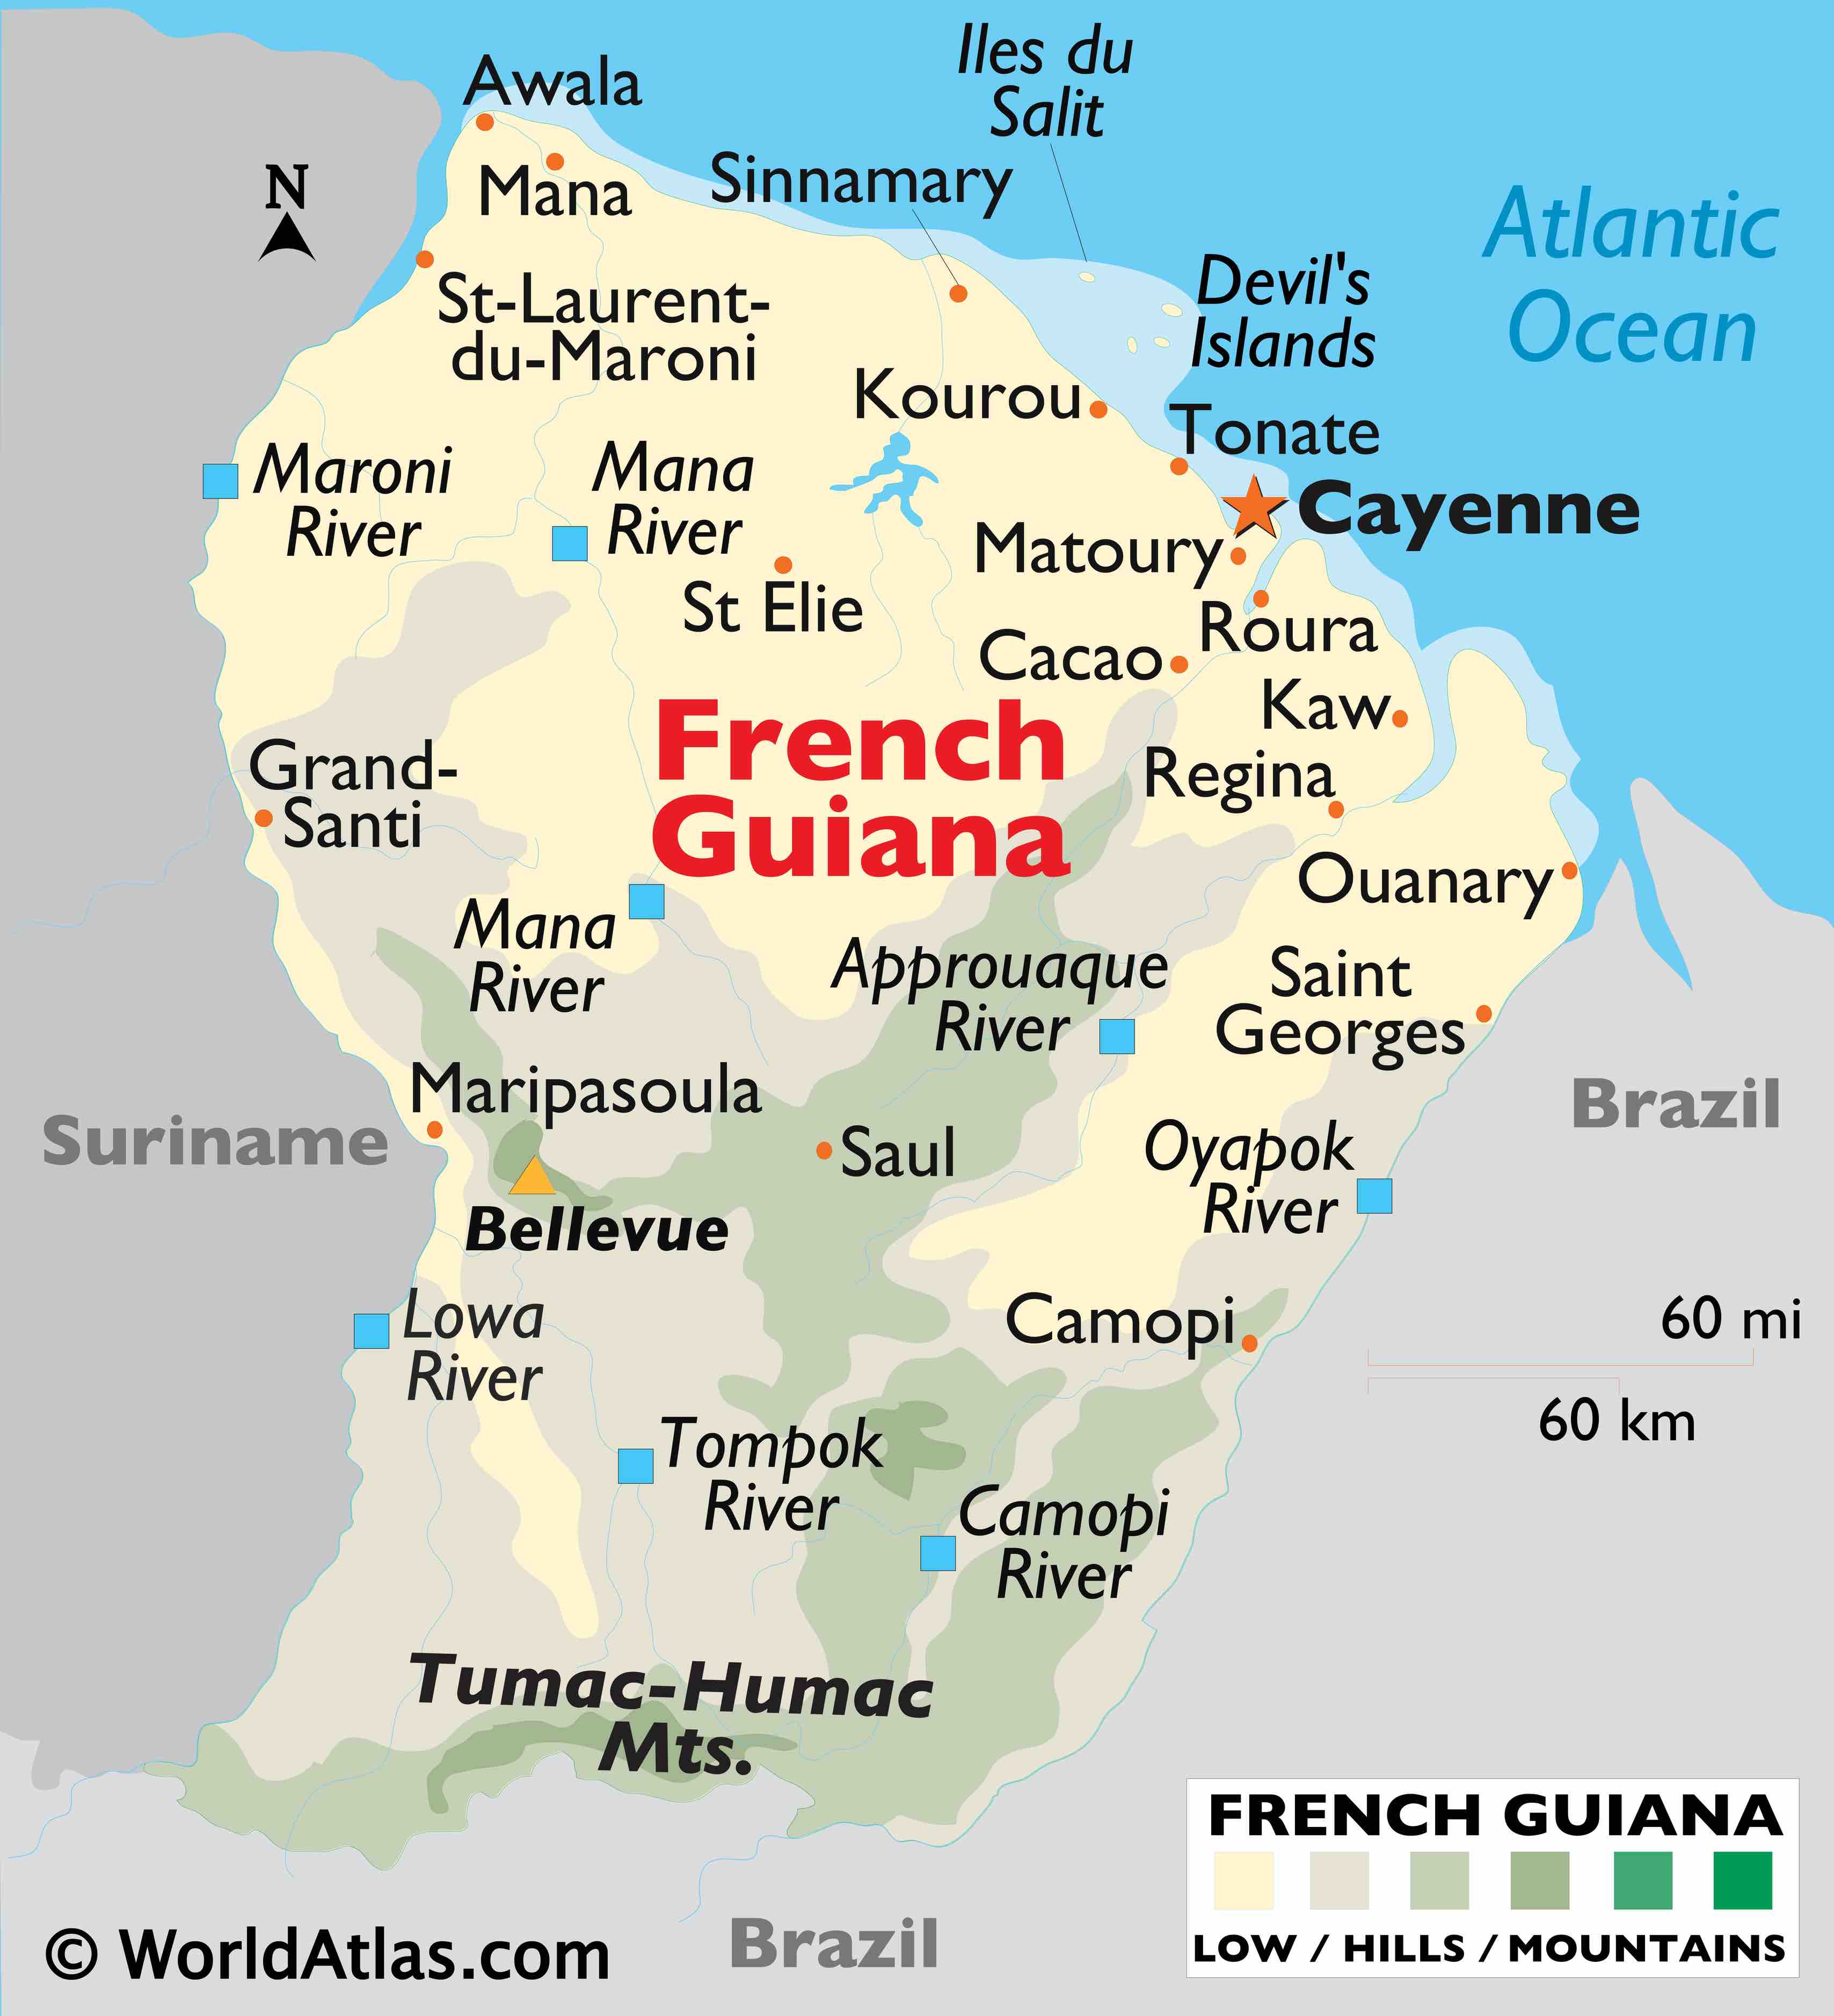 Iles du
Salit
Awala
N
Mana
Sinnamary
Atlantic
Ocean
Devil's
Islands
St-Laurent-
du-Maroni
Kourou
Tonate
Maroni
River
Mana
River
Cayenne
Matoury
St Elie
Roura
Cacao
Kaw
French
Guiana
Regina
Grand-
Santi
Ouanary
Mana
River
Approuaque
River
Saint
Georges
Maripasoula
Suriname
Brazil
Saul
Oyapok
River
Bellevue
Lowa
River
Camopi
60 mi
60 km
Tompok
River
Camopi
River
Tumac-Humac
Mts.
FRENCH GUIANA
LOW / HILLS / MOUNTAINS
Brazil
© WorldAtlas.com